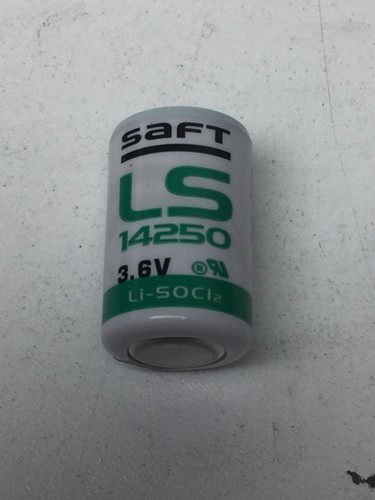 SAFT
LS
14250
3.6V ®
Li-SOCl₂